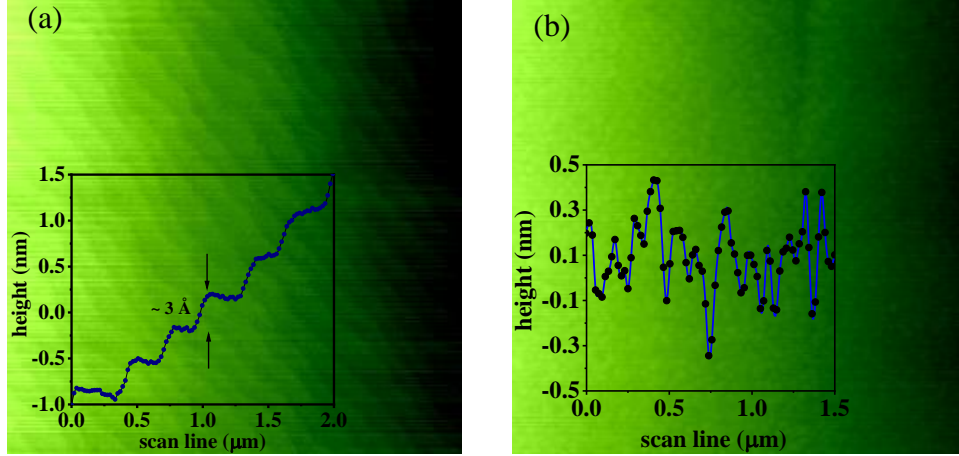 (a)
1.5
1.0
0.5
0.0
-0.5
-1.0
height (nm)
~ 3 Å
0.0 0.5 1.0 1.5 2.0
scan line (μm)
(b)
0.5
0.3
0.1
-0.1
-0.3
-0.5
height (nm)
0.0 0.5 1.0 1.5
scan line (μm)